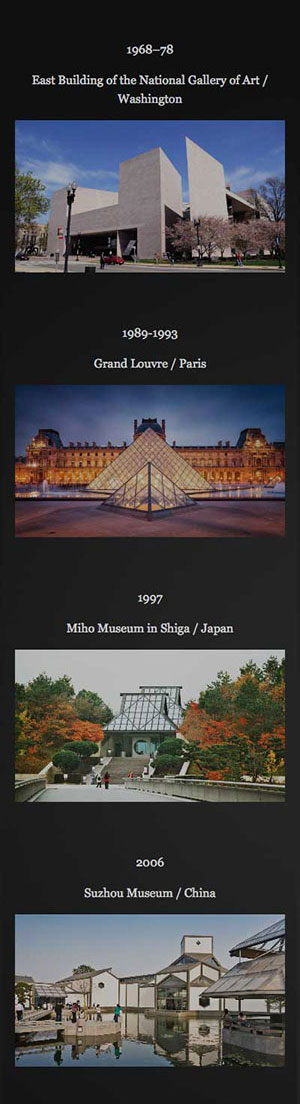 1968–78
East Building of the National Gallery of Art /
Washington
1989-1993
Grand Louvre / Paris
1997
Miho Museum in Shiga / Japan
2006
Suzhou Museum / China